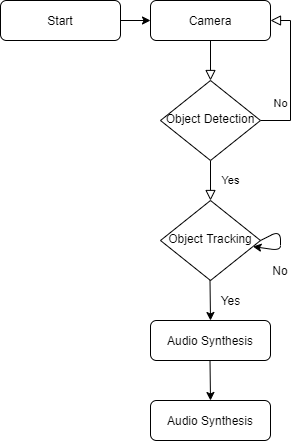 Start
Camera
No
Object Detection
Yes
Object Tracking
No
Yes
Audio Synthesis
Audio Synthesis